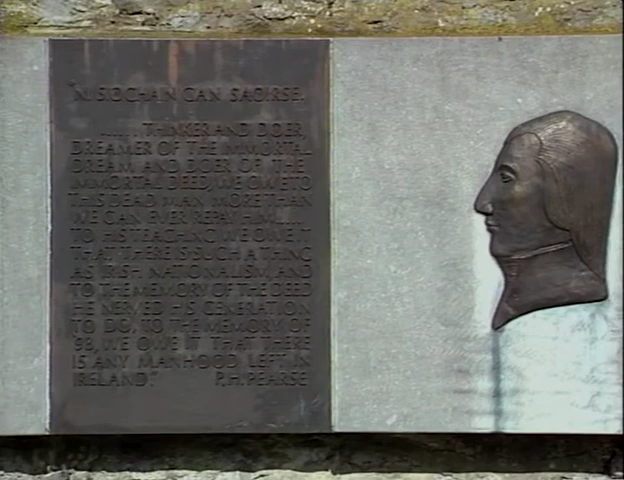 "NI SIOCHAN GAN SAOIRSE.
......THINKER AND DOER,
DREAMER OF THE IMMORTAL
DREAM AND DOER OF THE
IMMORTAL DEED, WE OWE TO
THIS DEAD MAN MORE THAN
WE CAN EVER REPAY HIM....
TO HIS TEACHING WE OWE IT
THAT THERE IS SUCH A THING
AS IRISH NATIONALISM, AND
TO THE MEMORY OF THE DEED
HE NERVED HIS GENERATION
TO DO, TO THE MEMORY OF
'98, WE OWE IT THAT THERE
IS ANY MANHOOD LEFT IN
IRELAND." P.H. PEARSE